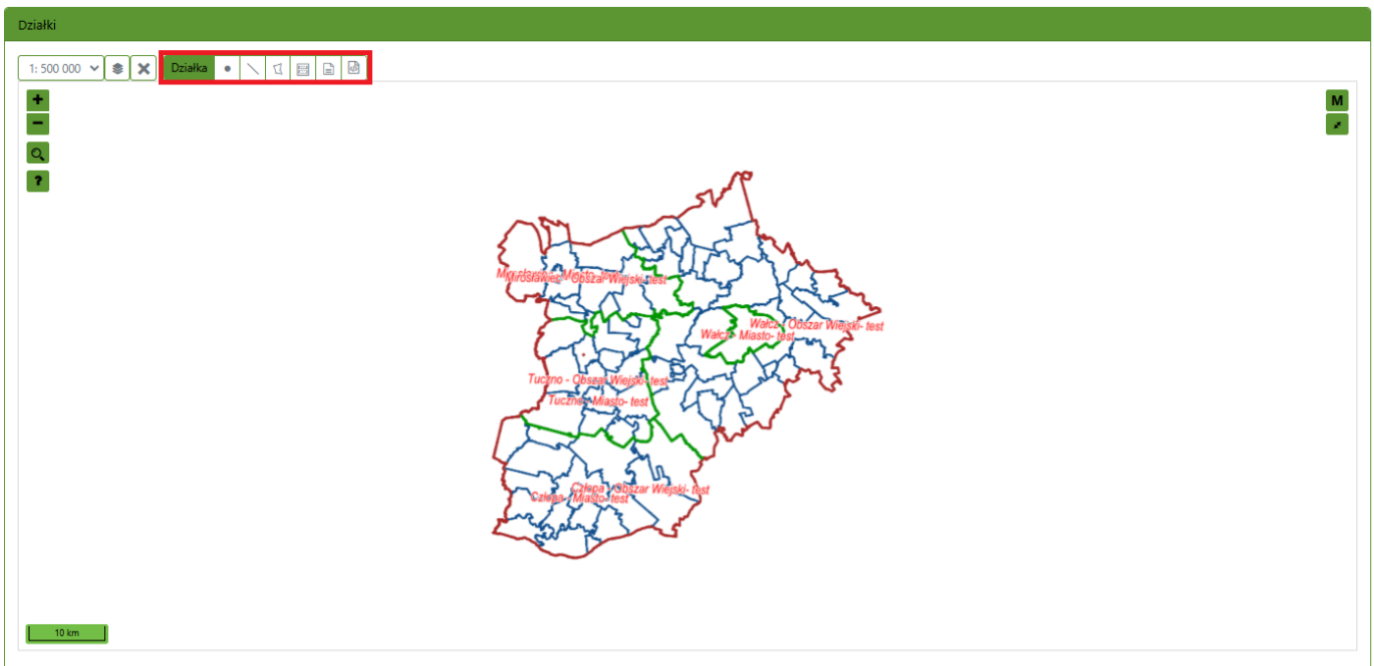 Działki
1: 500 000
Działka
+
M
−
?
Mirosławiec - Obszar Wiejski- test
Wałcz - Obszar Wiejski- test
Wałcz - Miasto- test
Tuczno - Obszar Wiejski- test
Tuczno - Miasto- test
Człopa - Obszar Wiejski- test
Człopa - Miasto- test
10 km